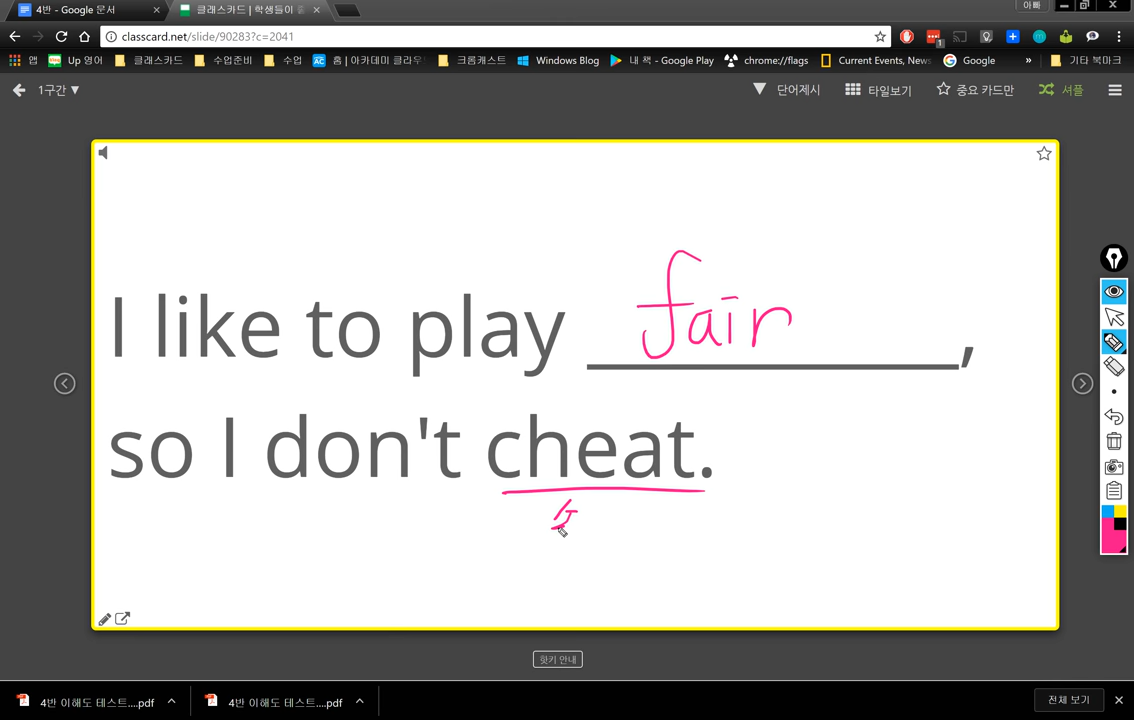 4반 - Google 문서
클래스카드 | 학생들이
아빠
classcard.net/slide/90283?c=2041
1
앱
Up 영어
클래스카드
수업준비
수업
홈 | 아카데미 클라우
크롬캐스트
Windows Blog
내 책 - Google Play
chrome://flags
Current Events, News
Google
»
기타 북마크
1구간 ▼
단어제시
타일보기
중요 카드만
셔플
I like to play fair,
so I don't cheat.
핫키 안내
4반 이해도 테스트....pdf
4반 이해도 테스트....pdf
전체 보기